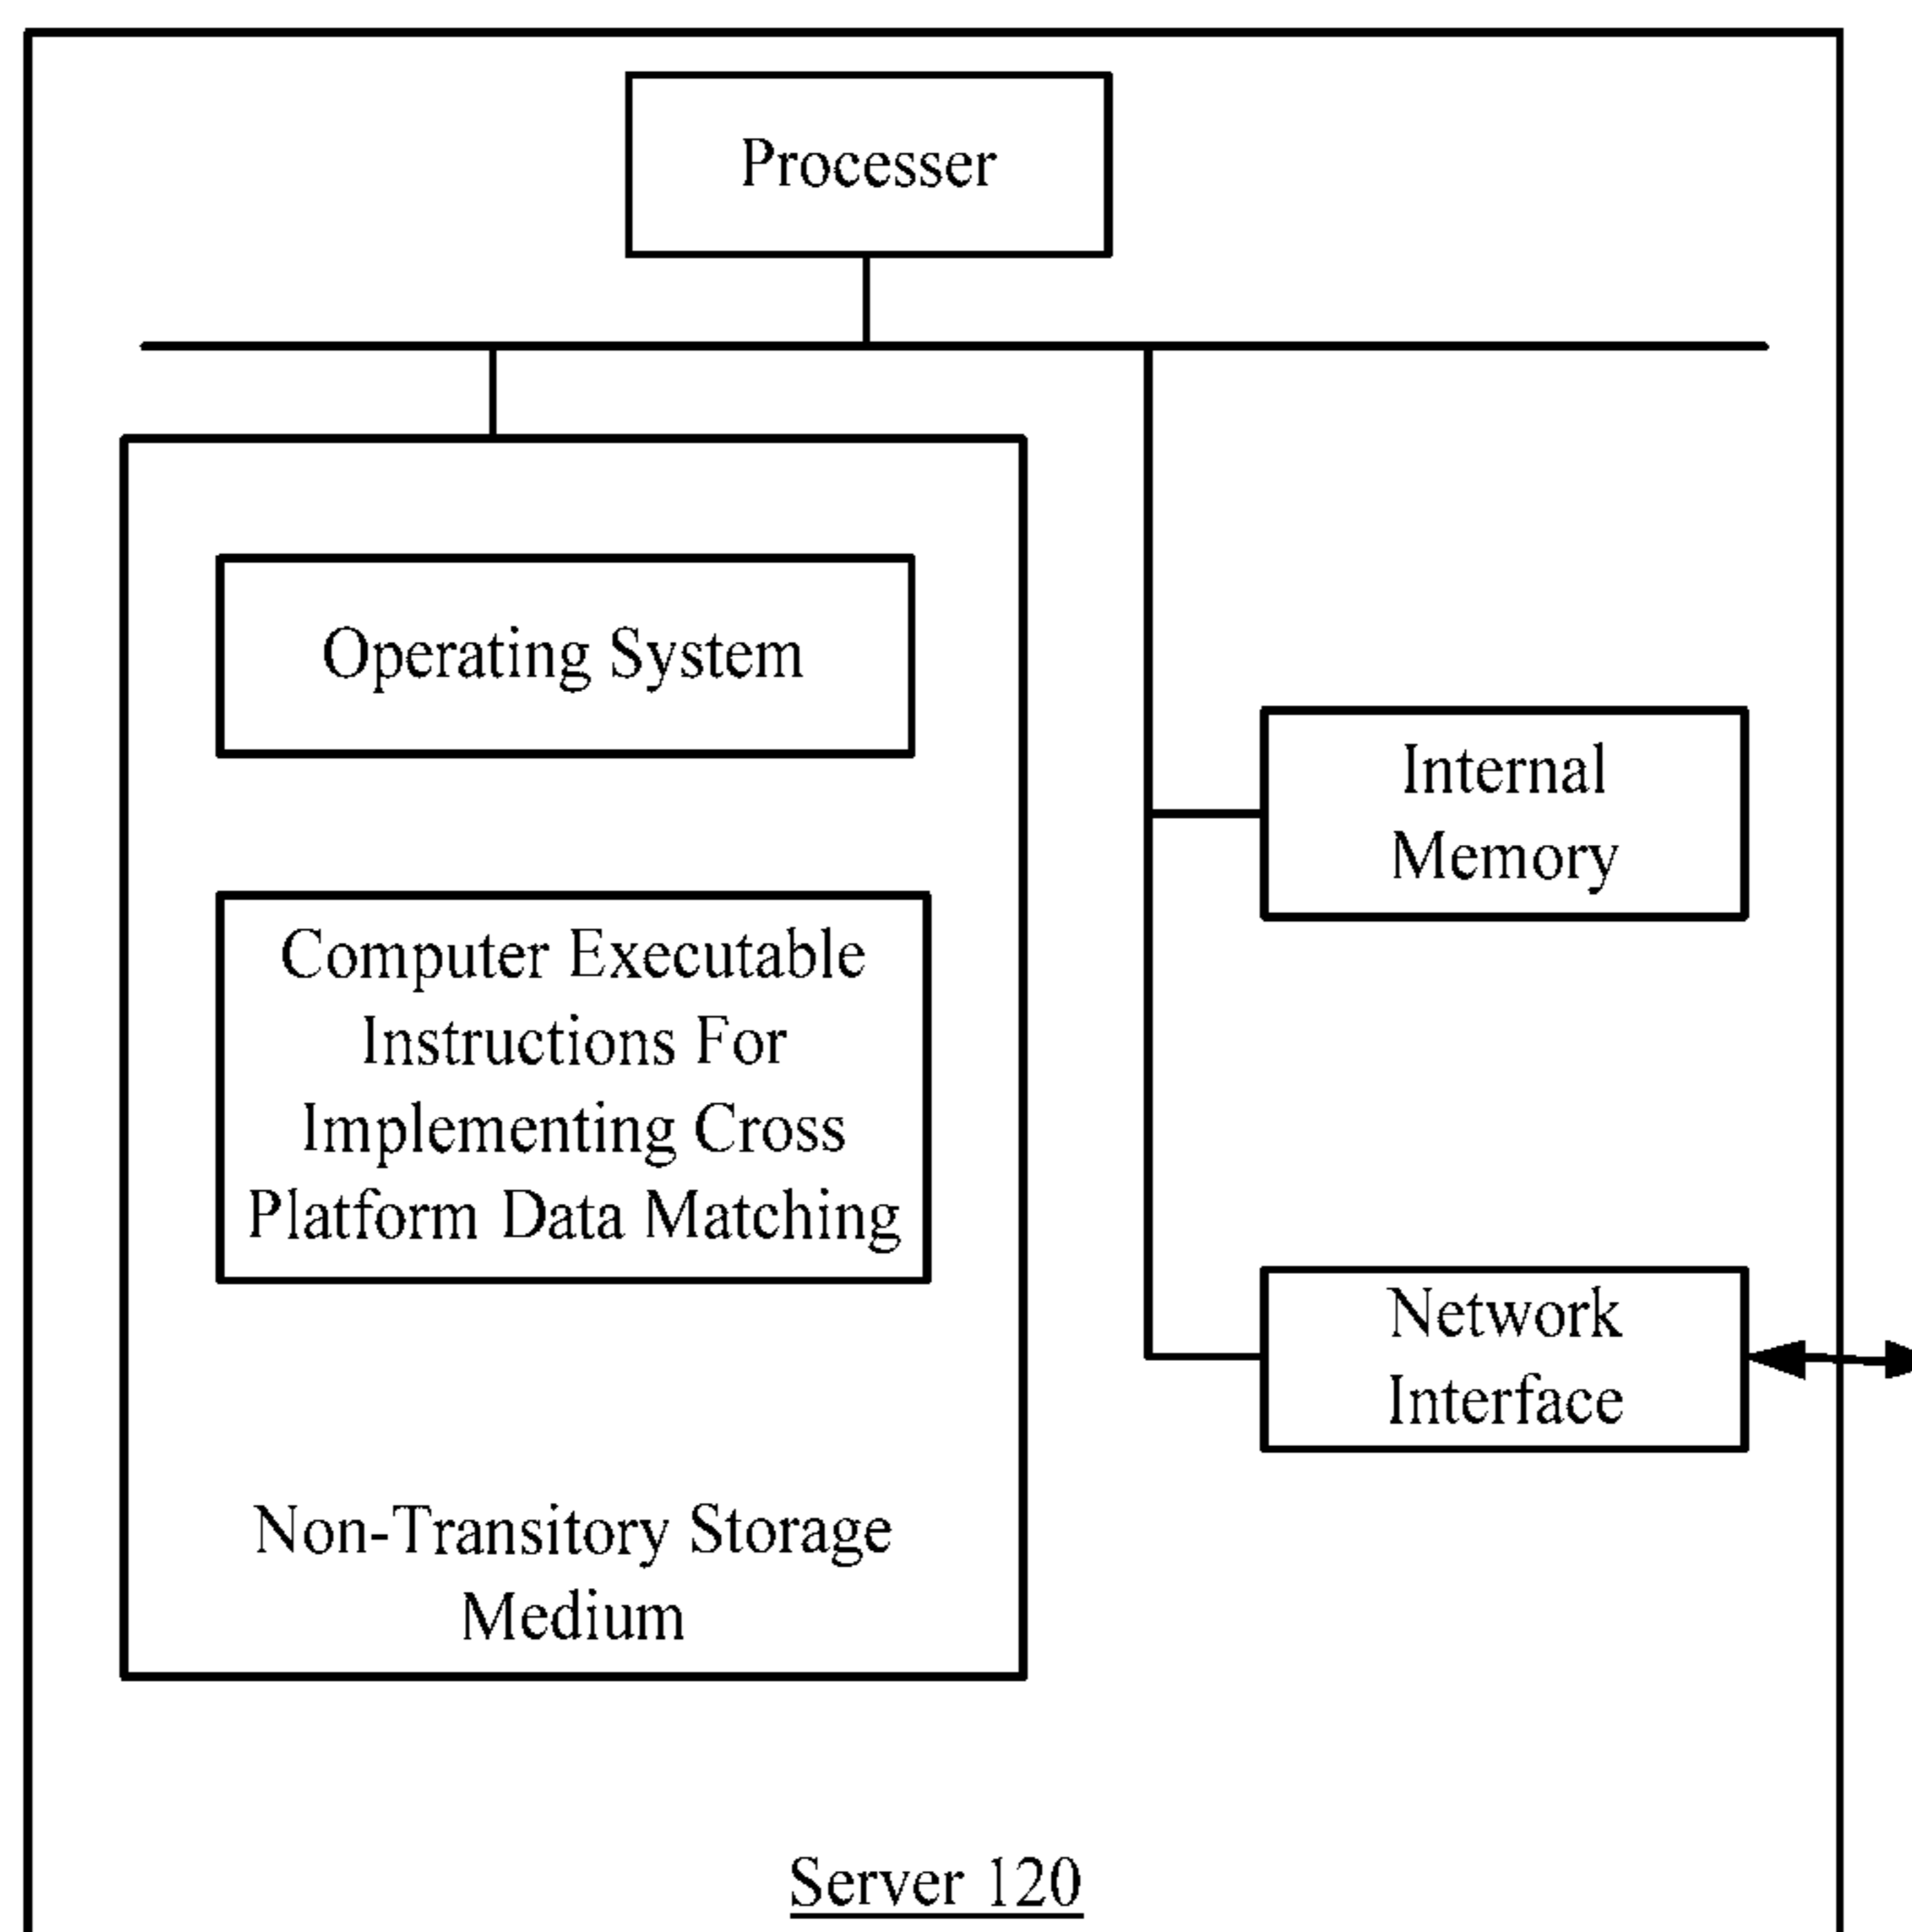 Processer
Operating System
Computer Executable
Instructions For
Implementing Cross
Platform Data Matching
Non-Transitory Storage
Medium
Internal
Memory
Network
Interface
Server 120